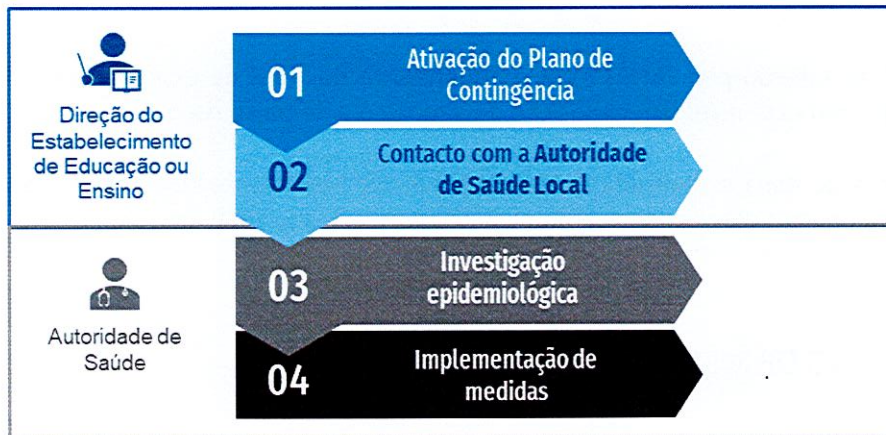 Direção do
Estabelecimento
de Educação ou
Ensino
01
Ativação do Plano de
Contingência
02
Contacto com a Autoridade
de Saúde Local
Autoridade de
Saúde
03
Investigação
epidemiológica
04
Implementação de
medidas